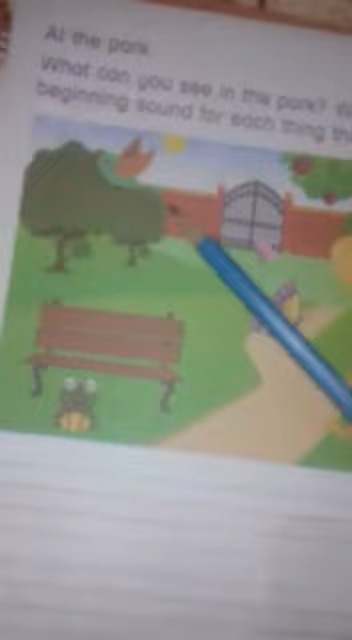 At the park
What can you see in the park?
beginning sound for each thing